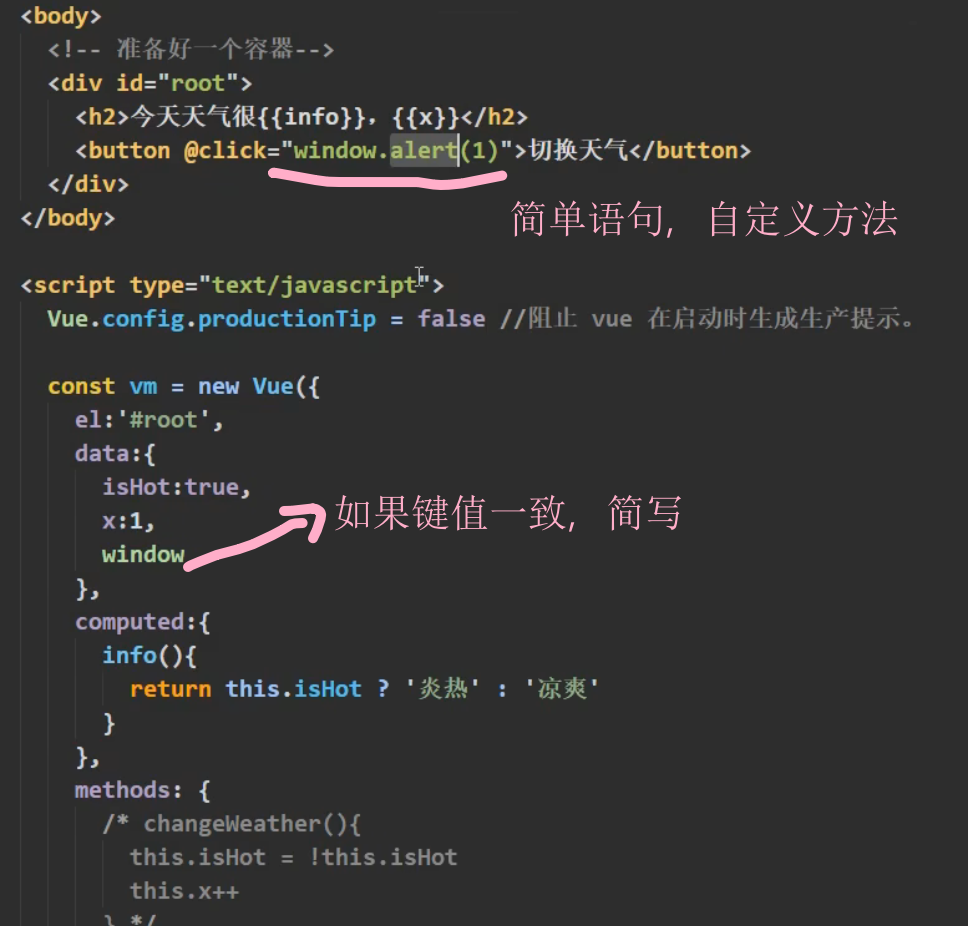 <body>
<!-- 准备好一个容器-->
<div id="root">
<h2>今天天气很{{info}}，{{x}}</h2>
<button @click="window.alert(1)">切换天气</button>
</div>
简单语句，自定义方法
</body>
<script type="text/javascript">
Vue.config.productionTip = false //阻止 vue 在启动时生成生产提示。
const vm = new Vue({
el:'#root',
data:{
isHot:true,
x:1,
如果键值一致，简写
window
},
computed:{
info(){
return this.isHot ? '炎热' : '凉爽'
}
},
methods: {
/* changeWeather(){
this.isHot = !this.isHot
this.x++
} */